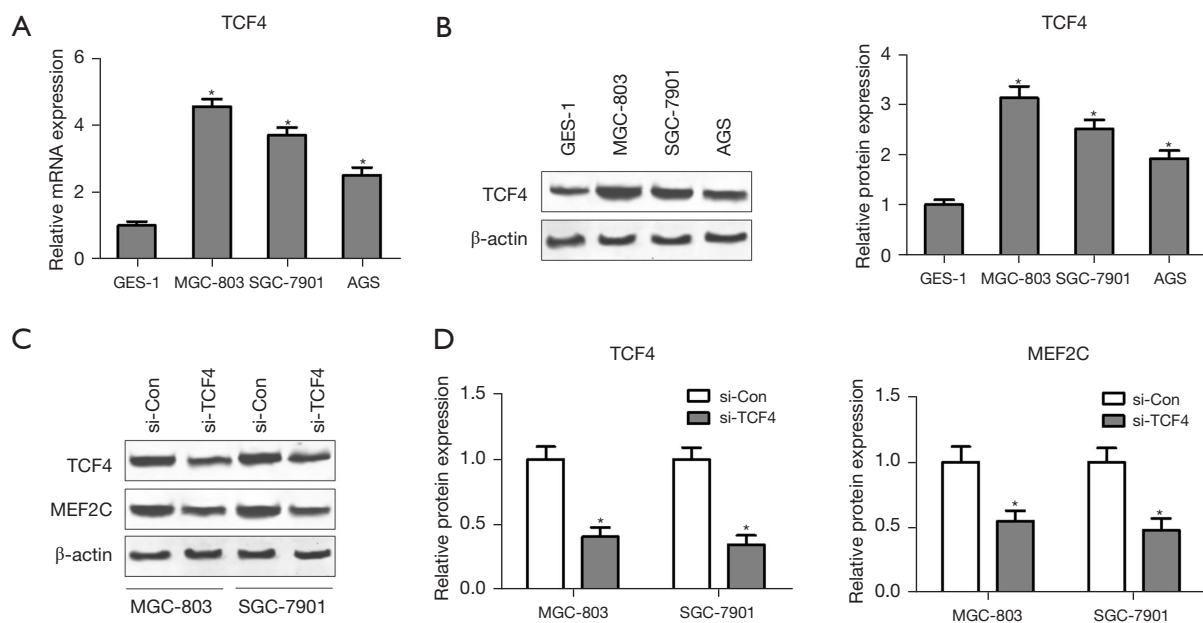 A
TCF4
Relative mRNA expression
6
4
2
0
*
*
*
GES-1 MGC-803 SGC-7901 AGS
B
GES-1
MGC-803
SGC-7901
AGS
TCF4
β-actin
TCF4
Relative protein expression
4
3
2
1
0
*
*
*
GES-1 MGC-803 SGC-7901 AGS
C
si-Con
si-TCF4
si-Con
si-TCF4
TCF4
MEF2C
β-actin
MGC-803 SGC-7901
D
TCF4
Relative protein expression
1.5
1.0
0.5
0.0
si-Con
si-TCF4
*
*
MGC-803 SGC-7901
MEF2C
Relative protein expression
1.5
1.0
0.5
0.0
si-Con
si-TCF4
*
*
MGC-803 SGC-7901